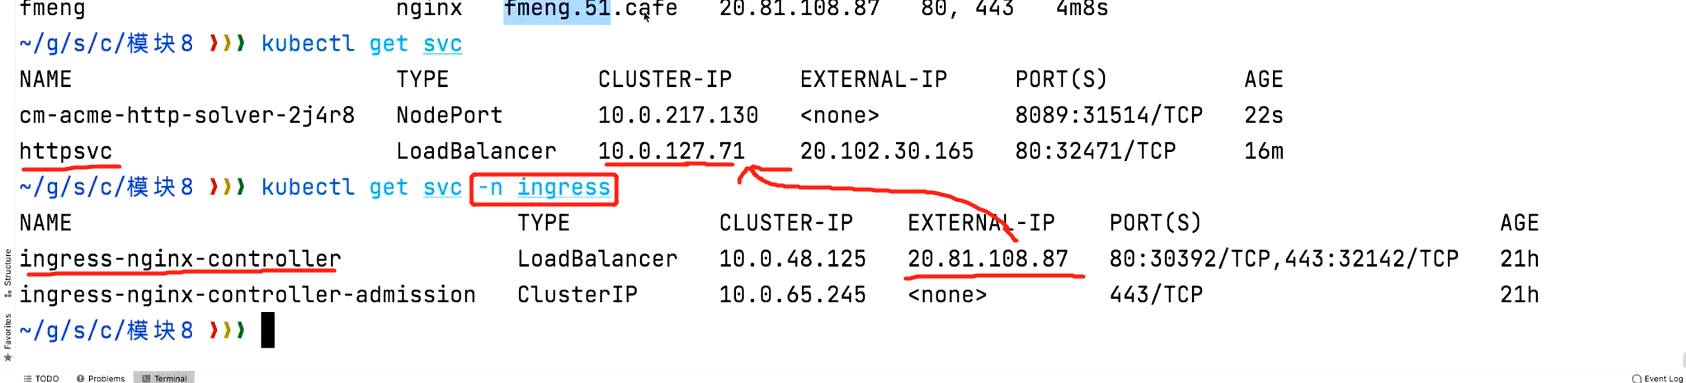 fmeng nginx fmeng.51.cafe 20.81.108.87 80, 443 4m8s
~/g/s/c/模块8 ❯❯❯ kubectl get svc
NAME TYPE CLUSTER-IP EXTERNAL-IP PORT(S) AGE
cm-acme-http-solver-2j4r8 NodePort 10.0.217.130 <none> 8089:31514/TCP 22s
httpsvc LoadBalancer 10.0.127.71 20.102.30.165 80:32471/TCP 16m
~/g/s/c/模块8 ❯❯❯ kubectl get svc -n ingress
NAME TYPE CLUSTER-IP EXTERNAL-IP PORT(S) AGE
ingress-nginx-controller LoadBalancer 10.0.48.125 20.81.108.87 80:30392/TCP,443:32142/TCP 21h
ingress-nginx-controller-admission ClusterIP 10.0.65.245 <none> 443/TCP 21h
~/g/s/c/模块8 ❯❯❯
Structure
Favorites
TODO Problems Terminal Event Log